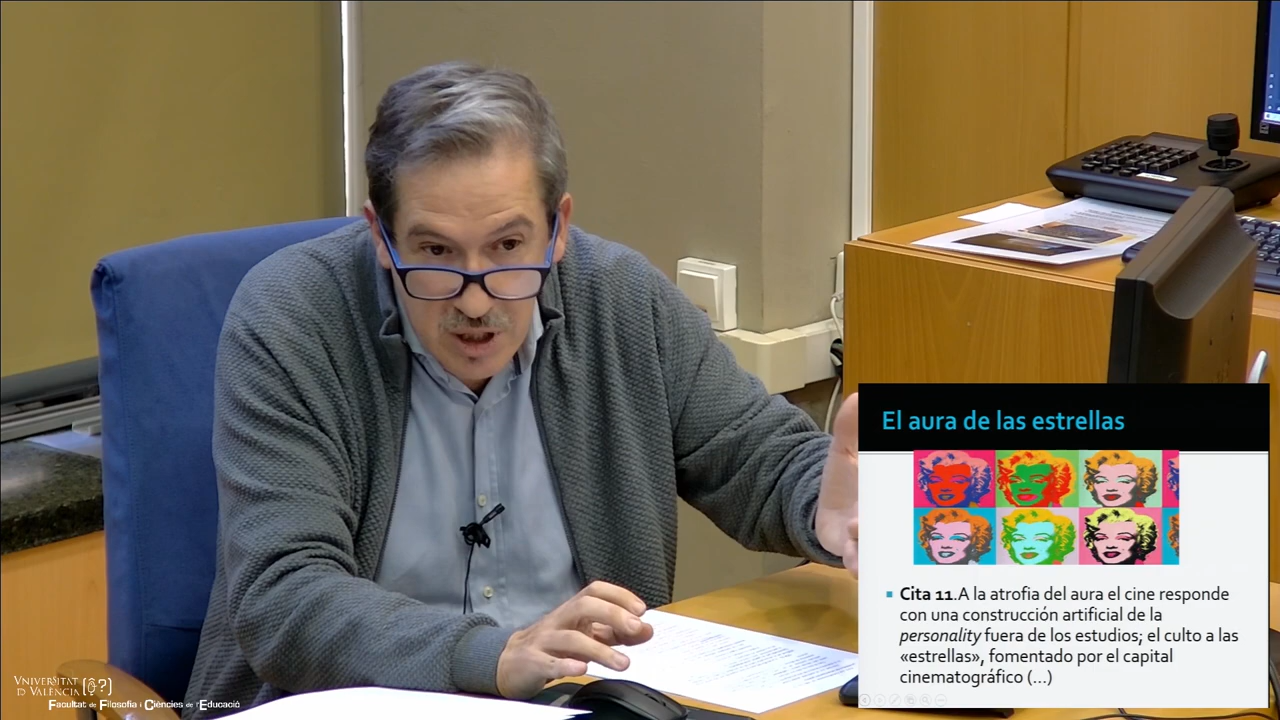 El aura de las estrellas
Cita 11.A la atrofia del aura el cine responde
con una construcción artificial de la
personality fuera de los estudios; el culto a las
«estrellas», fomentado por el capital
cinematográfico (...)
VNIVERSITAT
D VALÈNCIA
Facultat de Filosofia i Ciències de l'Educació